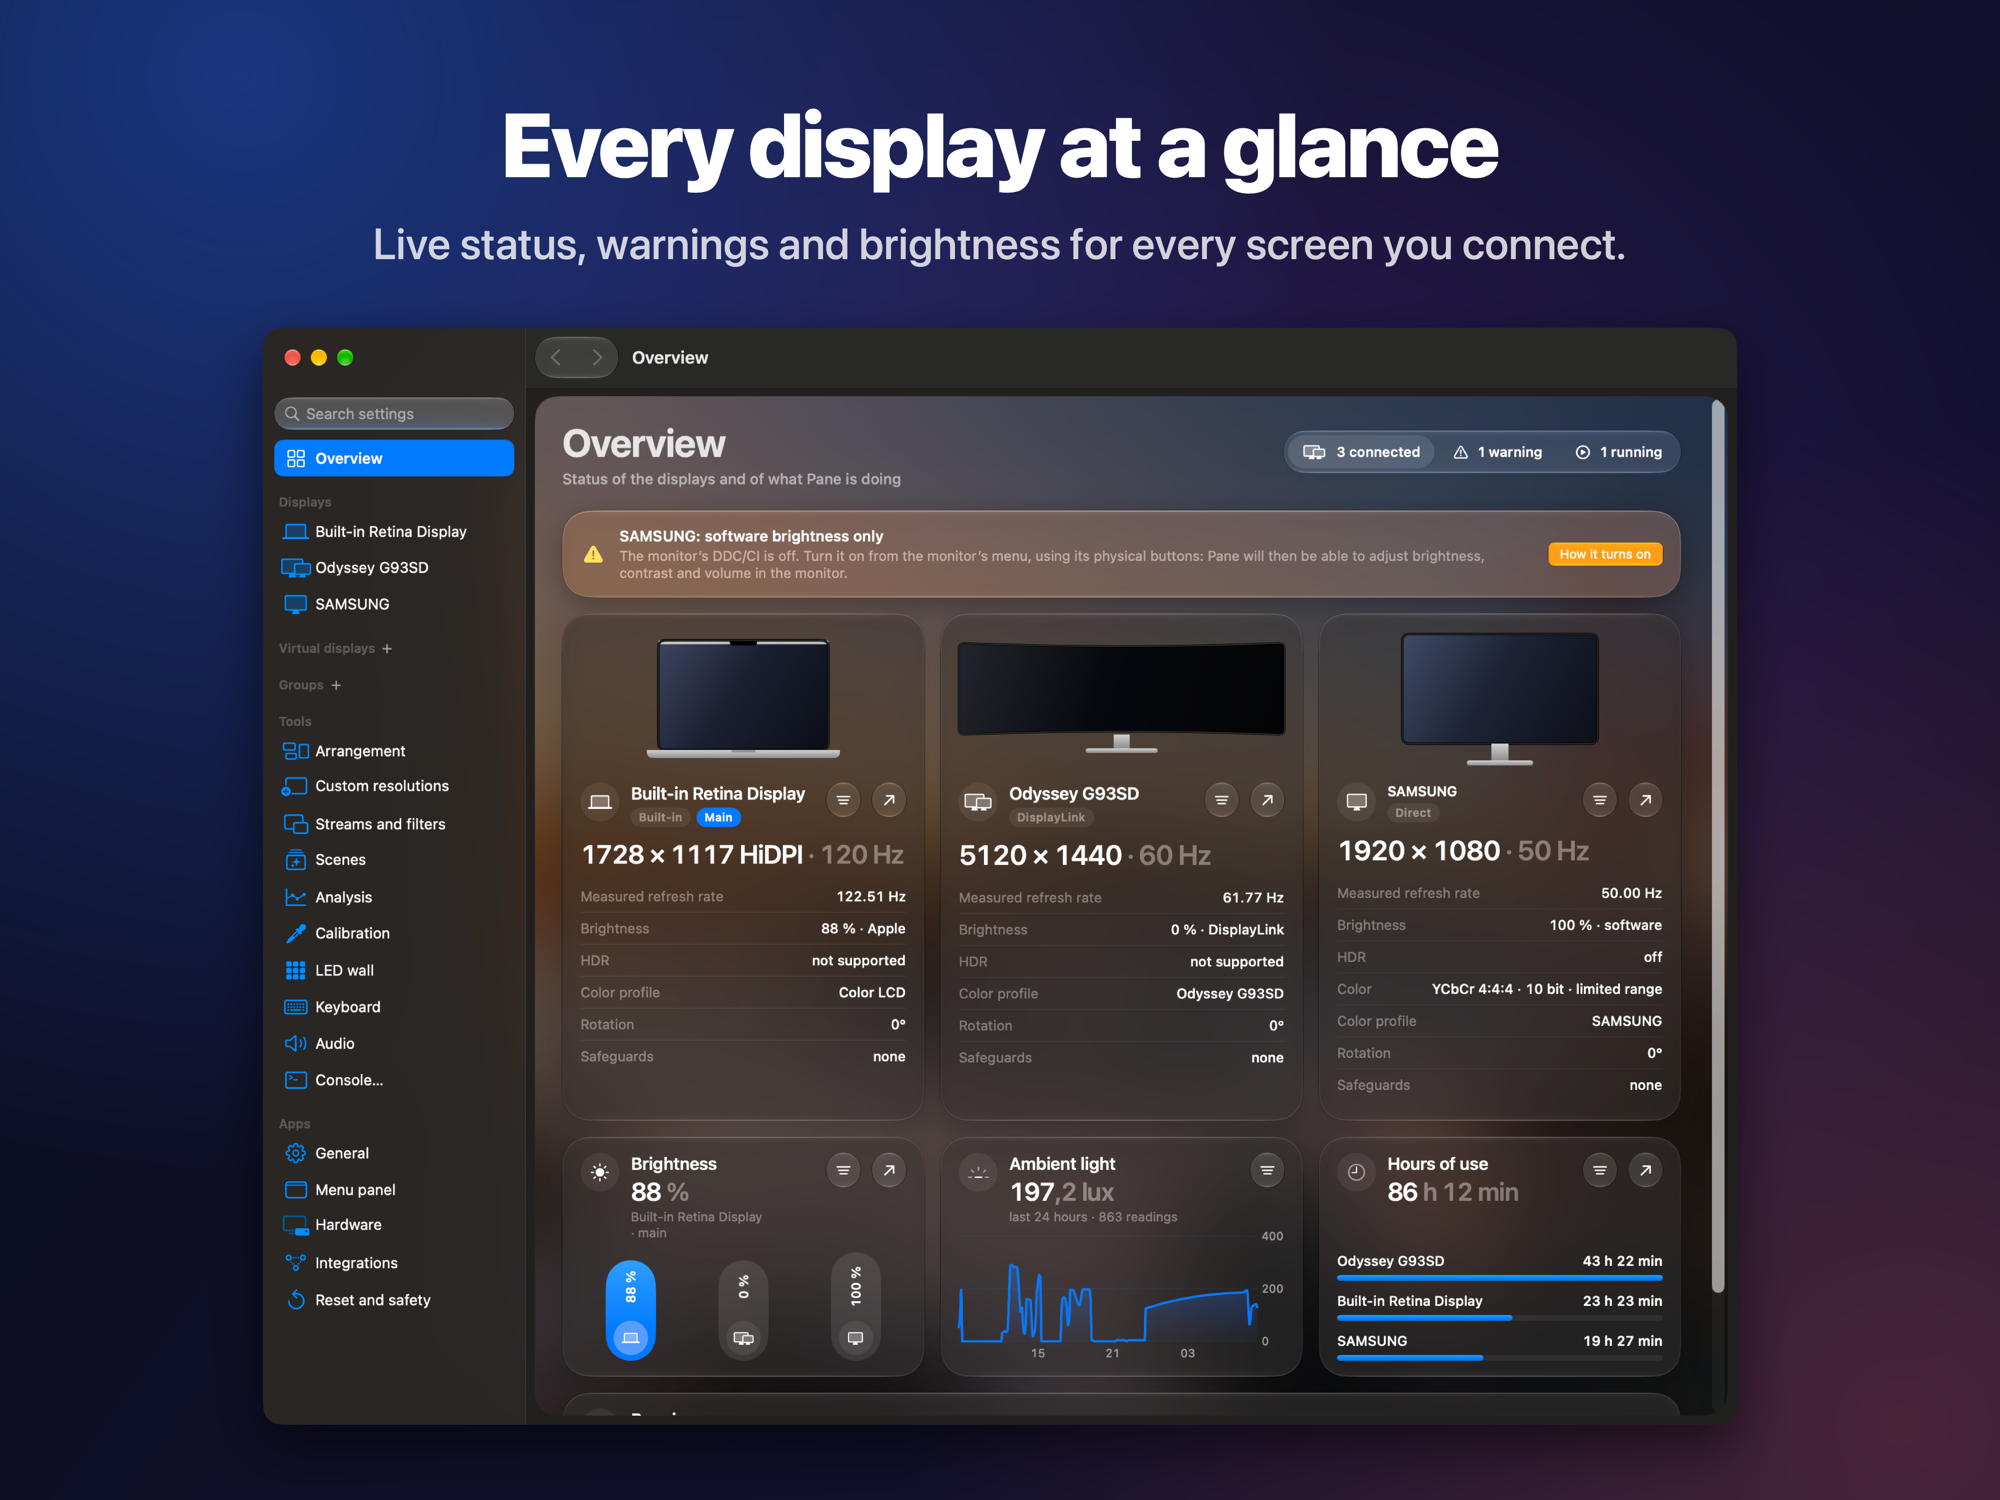 Every display at a glance
Live status, warnings and brightness for every screen you connect.
Overview
Search settings
Overview
Displays
Built-in Retina Display
Odyssey G93SD
SAMSUNG
Virtual displays +
Groups +
Tools
Arrangement
Custom resolutions
Streams and filters
Scenes
Analysis
Calibration
LED wall
Keyboard
Audio
Console...
Apps
General
Menu panel
Hardware
Integrations
Reset and safety
Overview
Status of the displays and of what Pane is doing
3 connected
1 warning
1 running
SAMSUNG: software brightness only
The monitor's DDC/CI is off. Turn it on from the monitor's menu, using its physical buttons: Pane will then be able to adjust brightness,
contrast and volume in the monitor.
How it turns on
Built-in Retina Display
Built-in Main
1728 × 1117 HiDPI · 120 Hz
Measured refresh rate 122.51 Hz
Brightness 88 % · Apple
HDR not supported
Color profile Color LCD
Rotation 0°
Safeguards none
Odyssey G93SD
DisplayLink
5120 × 1440 · 60 Hz
Measured refresh rate 61.77 Hz
Brightness 0 % · DisplayLink
HDR not supported
Color profile Odyssey G93SD
Rotation 0°
Safeguards none
SAMSUNG
Direct
1920 × 1080 · 50 Hz
Measured refresh rate 50.00 Hz
Brightness 100 % · software
HDR off
Color YCbCr 4:4:4 · 10 bit · limited range
Color profile SAMSUNG
Rotation 0°
Safeguards none
Brightness
88 %
Built-in Retina Display
· main
88 %
0 %
100 %
Ambient light
197,2 lux
last 24 hours · 863 readings
400
200
0
15 21 03
Hours of use
86 h 12 min
Odyssey G93SD 43 h 22 min
Built-in Retina Display 23 h 23 min
SAMSUNG 19 h 27 min